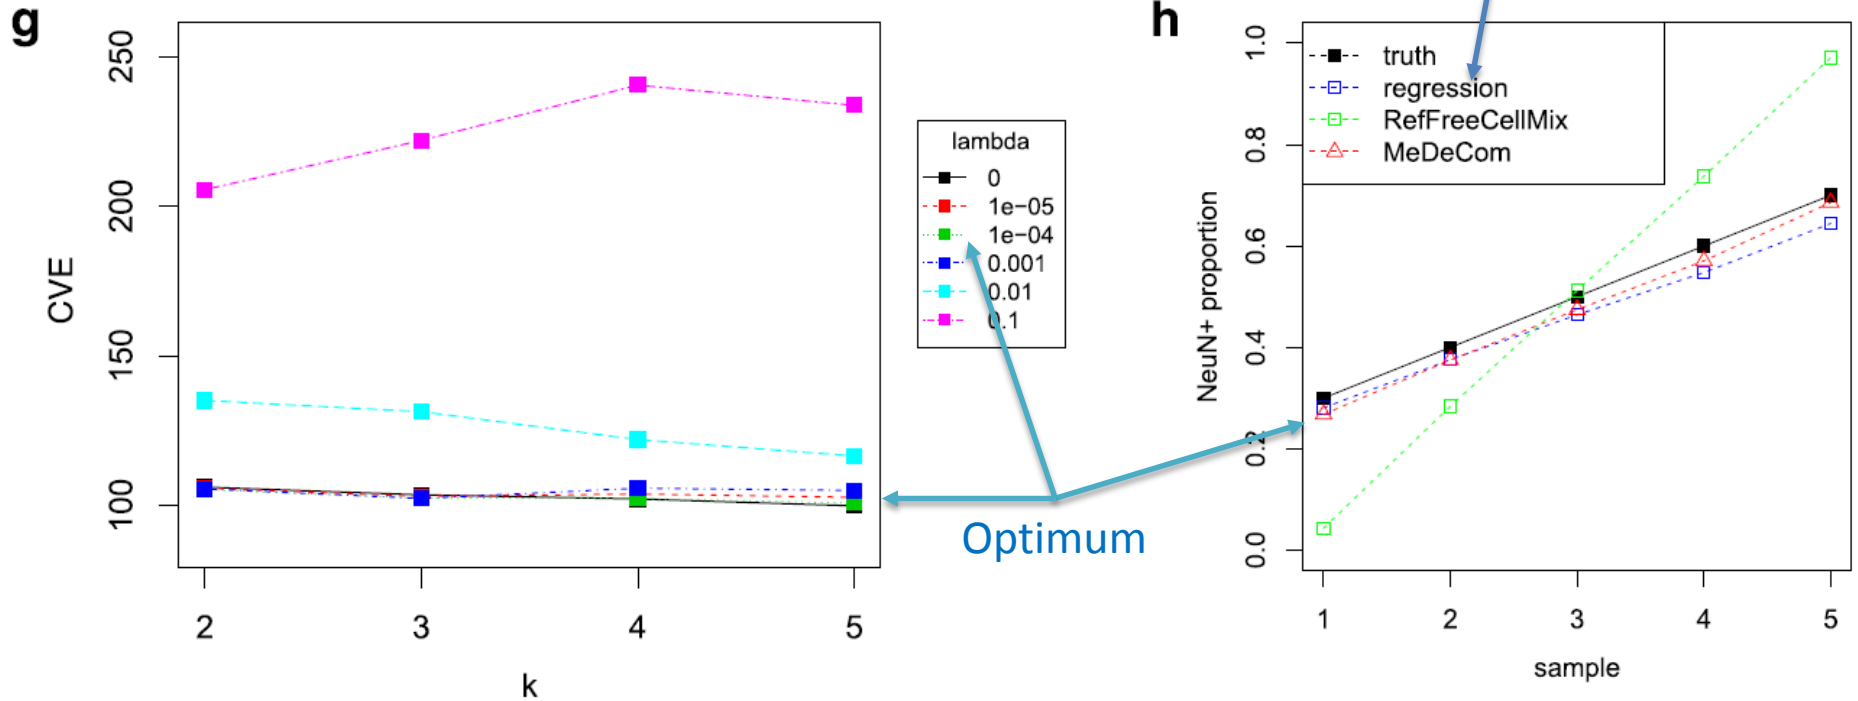 g
250
200
150
100
CVE
2 3 4 5
k
lambda
0
1e−05
1e−04
0.001
0.01
0.1
Optimum
h
truth
regression
RefFreeCellMix
MeDeCom
1.0
0.8
0.6
0.4
0.2
0.0
NeuN+ proportion
1 2 3 4 5
sample